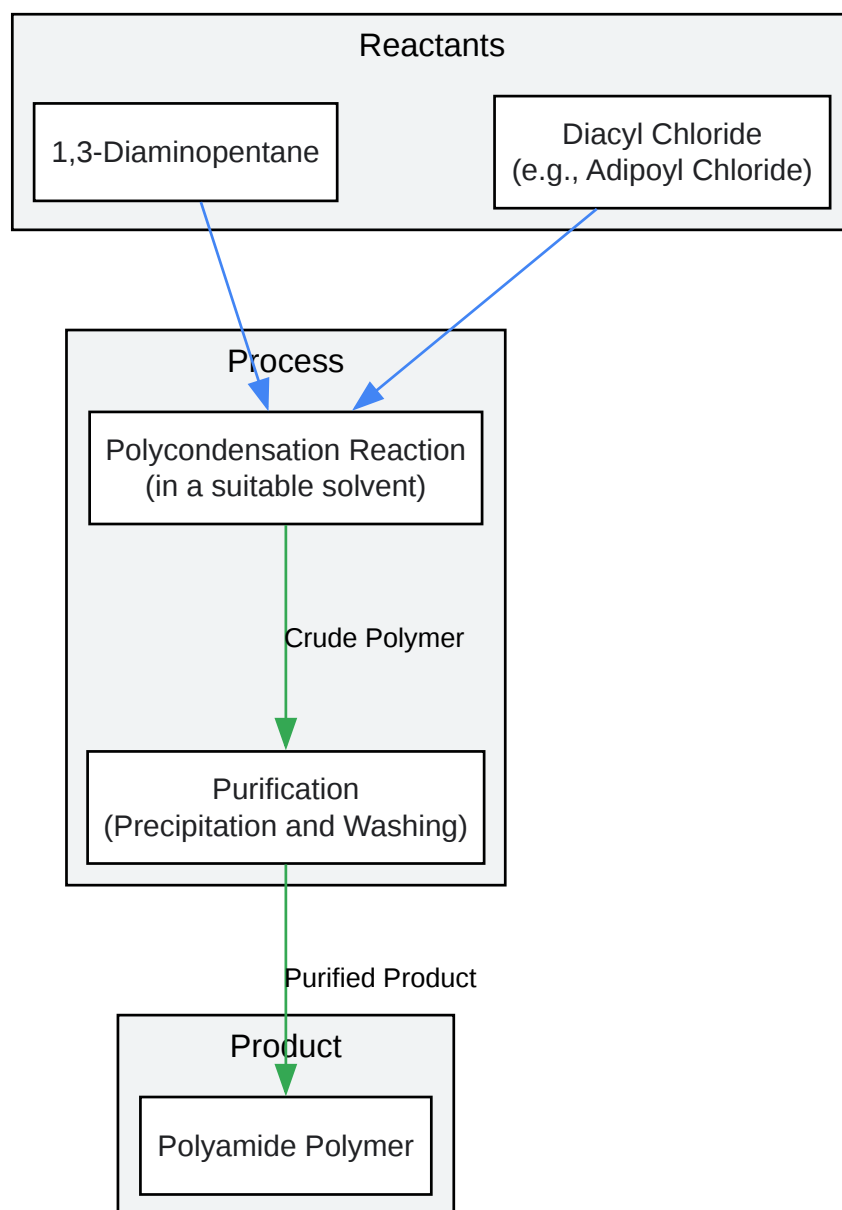 Reactants
1,3-Diaminopentane
Diacyl Chloride
(e.g., Adipoyl Chloride)
Process
Polycondensation Reaction
(in a suitable solvent)
Crude Polymer
Purification
(Precipitation and Washing)
Purified Product
Product
Polyamide Polymer